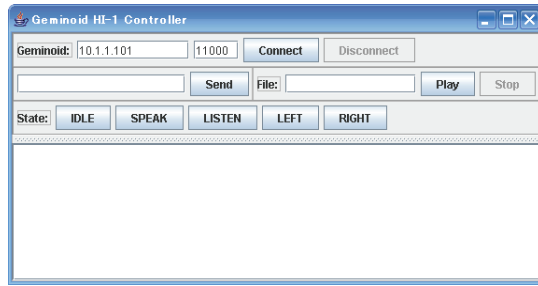 Geminoid HI-1 Controller
Geminoid: 10.1.1.101 11000 Connect Disconnect
Send File: Play Stop
State: IDLE SPEAK LISTEN LEFT RIGHT